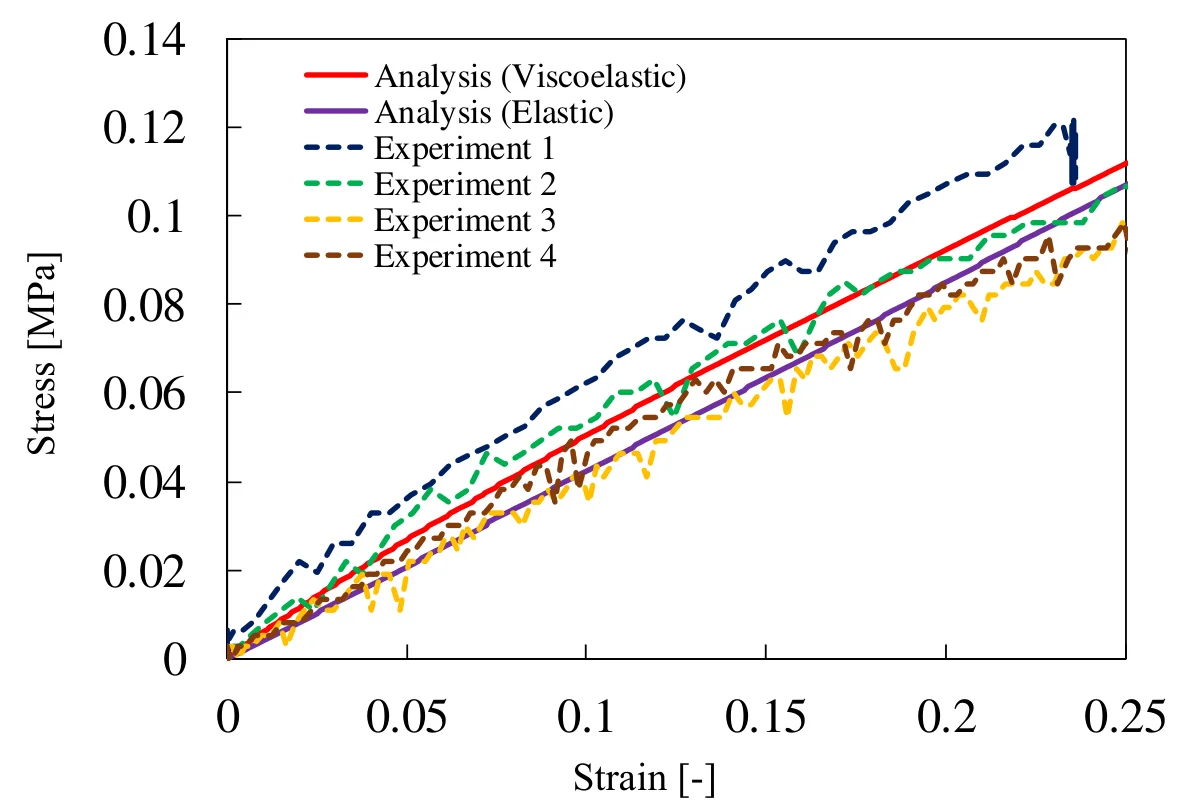 0.14
0.12
0.1
0.08
0.06
0.04
0.02
0
Stress [MPa]
Analysis (Viscoelastic)
Analysis (Elastic)
Experiment 1
Experiment 2
Experiment 3
Experiment 4
0 0.05 0.1 0.15 0.2 0.25
Strain [-]